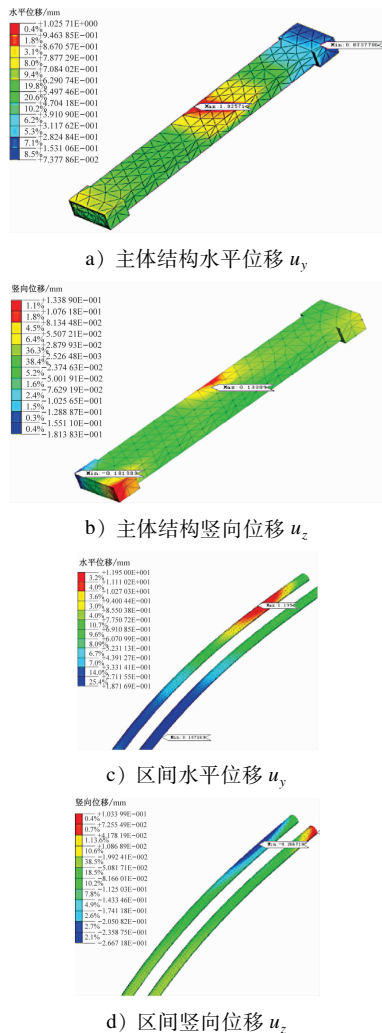 水平位移/mm
+1.025 71E+000
0.4%
+9.463 85E-001
1.8%
+8.670 57E-001
3.1%
+7.877 29E-001
8.0%
+7.084 02E-001
9.4%
+6.290 74E-001
19.8%
+5.497 46E-001
20.6%
+4.704 18E-001
10.2%
+3.910 90E-001
6.2%
+3.117 62E-001
5.3%
+2.824 84E-001
7.1%
+1.531 06E-001
8.5%
+7.377 86E-002
a）主体结构水平位移 uy
竖向位移/mm
+1.338 90E-001
1.1%
+1.076 18E-001
1.8%
+8.134 48E-002
4.5%
+5.507 21E-002
6.4%
+2.879 93E-002
36.3%
+2.526 48E-003
38.4%
-2.374 63E-002
5.2%
-5.001 91E-002
1.6%
-7.629 19E-002
2.4%
-1.025 65E-001
1.5%
-1.288 87E-001
0.3%
-1.551 10E-001
0.4%
-1.813 83E-001
b）主体结构竖向位移 uz
水平位移/mm
+1.195 00E+001
3.2%
+1.111 02E+001
4.0%
+1.027 03E+001
3.6%
+9.400 44E-001
3.0%
+8.550 38E-001
4.0%
+7.750 72E-001
10.7%
+6.910 85E-001
9.6%
+6.070 99E-001
8.09%
+5.231 13E-001
6.7%
+4.391 27E-001
7.0%
+3.331 41E-001
14.0%
+2.711 55E-001
25.4%
+1.871 69E-001
c）区间水平位移 uy
竖向位移/mm
+1.033 99E-001
0.4%
+7.255 49E-002
0.7%
+4.178 19E-002
1.13.6%
+1.086 89E-002
10.6%
-1.992 41E-002
38.5%
-5.081 71E-002
18.5%
-8.166 01E-002
10.2%
-1.125 03E-001
7.8%
-1.433 46E-001
4.9%
-1.741 18E-001
2.6%
-2.050 82E-001
2.7%
-2.358 75E-001
2.1%
-2.667 18E-001
d）区间竖向位移 uz